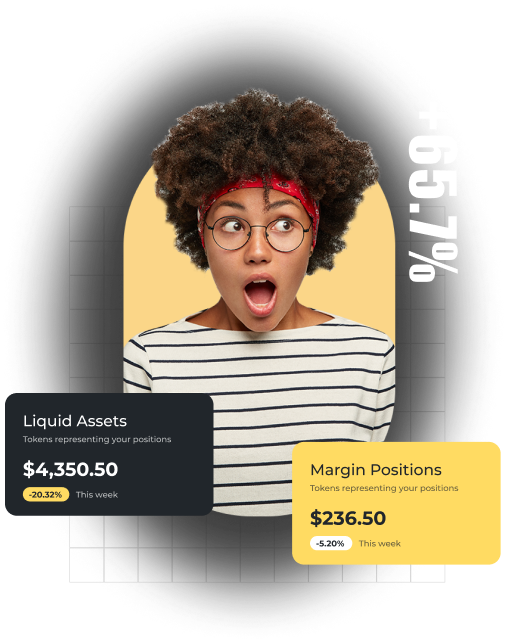 +65.7%
Liquid Assets
Tokens representing your positions
$4,350.50
-20.32% This week
Margin Positions
Tokens representing your positions
$236.50
-5.20% This week